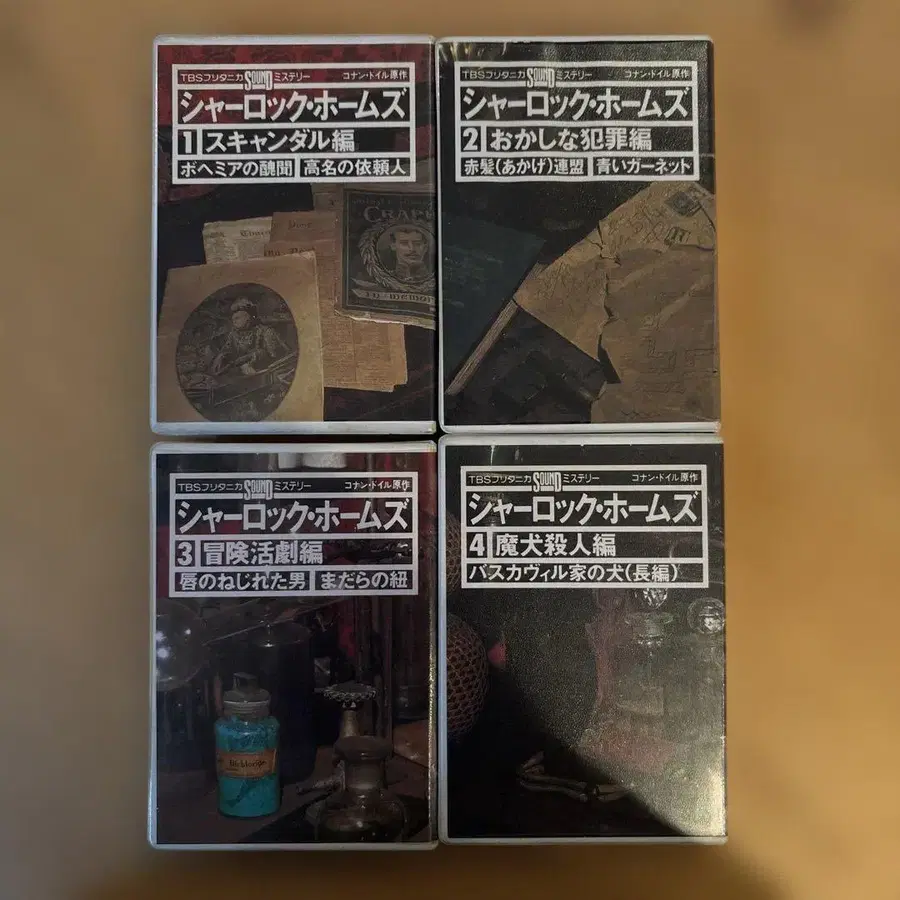 TBSブリタニカ SOUND ミステリー コナン・ドイル原作
シャーロック・ホームズ
1 スキャンダル編
ボヘミアの醜聞 高名の依頼人
CRAPH
TBSブリタニカ SOUND ミステリー コナン・ドイル原作
シャーロック・ホームズ
2 おかしな犯罪編
赤髪(あかげ)連盟 青いガーネット
TBSブリタニカ SOUND ミステリー コナン・ドイル原作
シャーロック・ホームズ
3 冒険活劇編
唇のねじれた男 まだらの紐
TBSブリタニカ SOUND ミステリー コナン・ドイル原作
シャーロック・ホームズ
4 魔犬殺人編
バスカヴィル家の犬(長編)